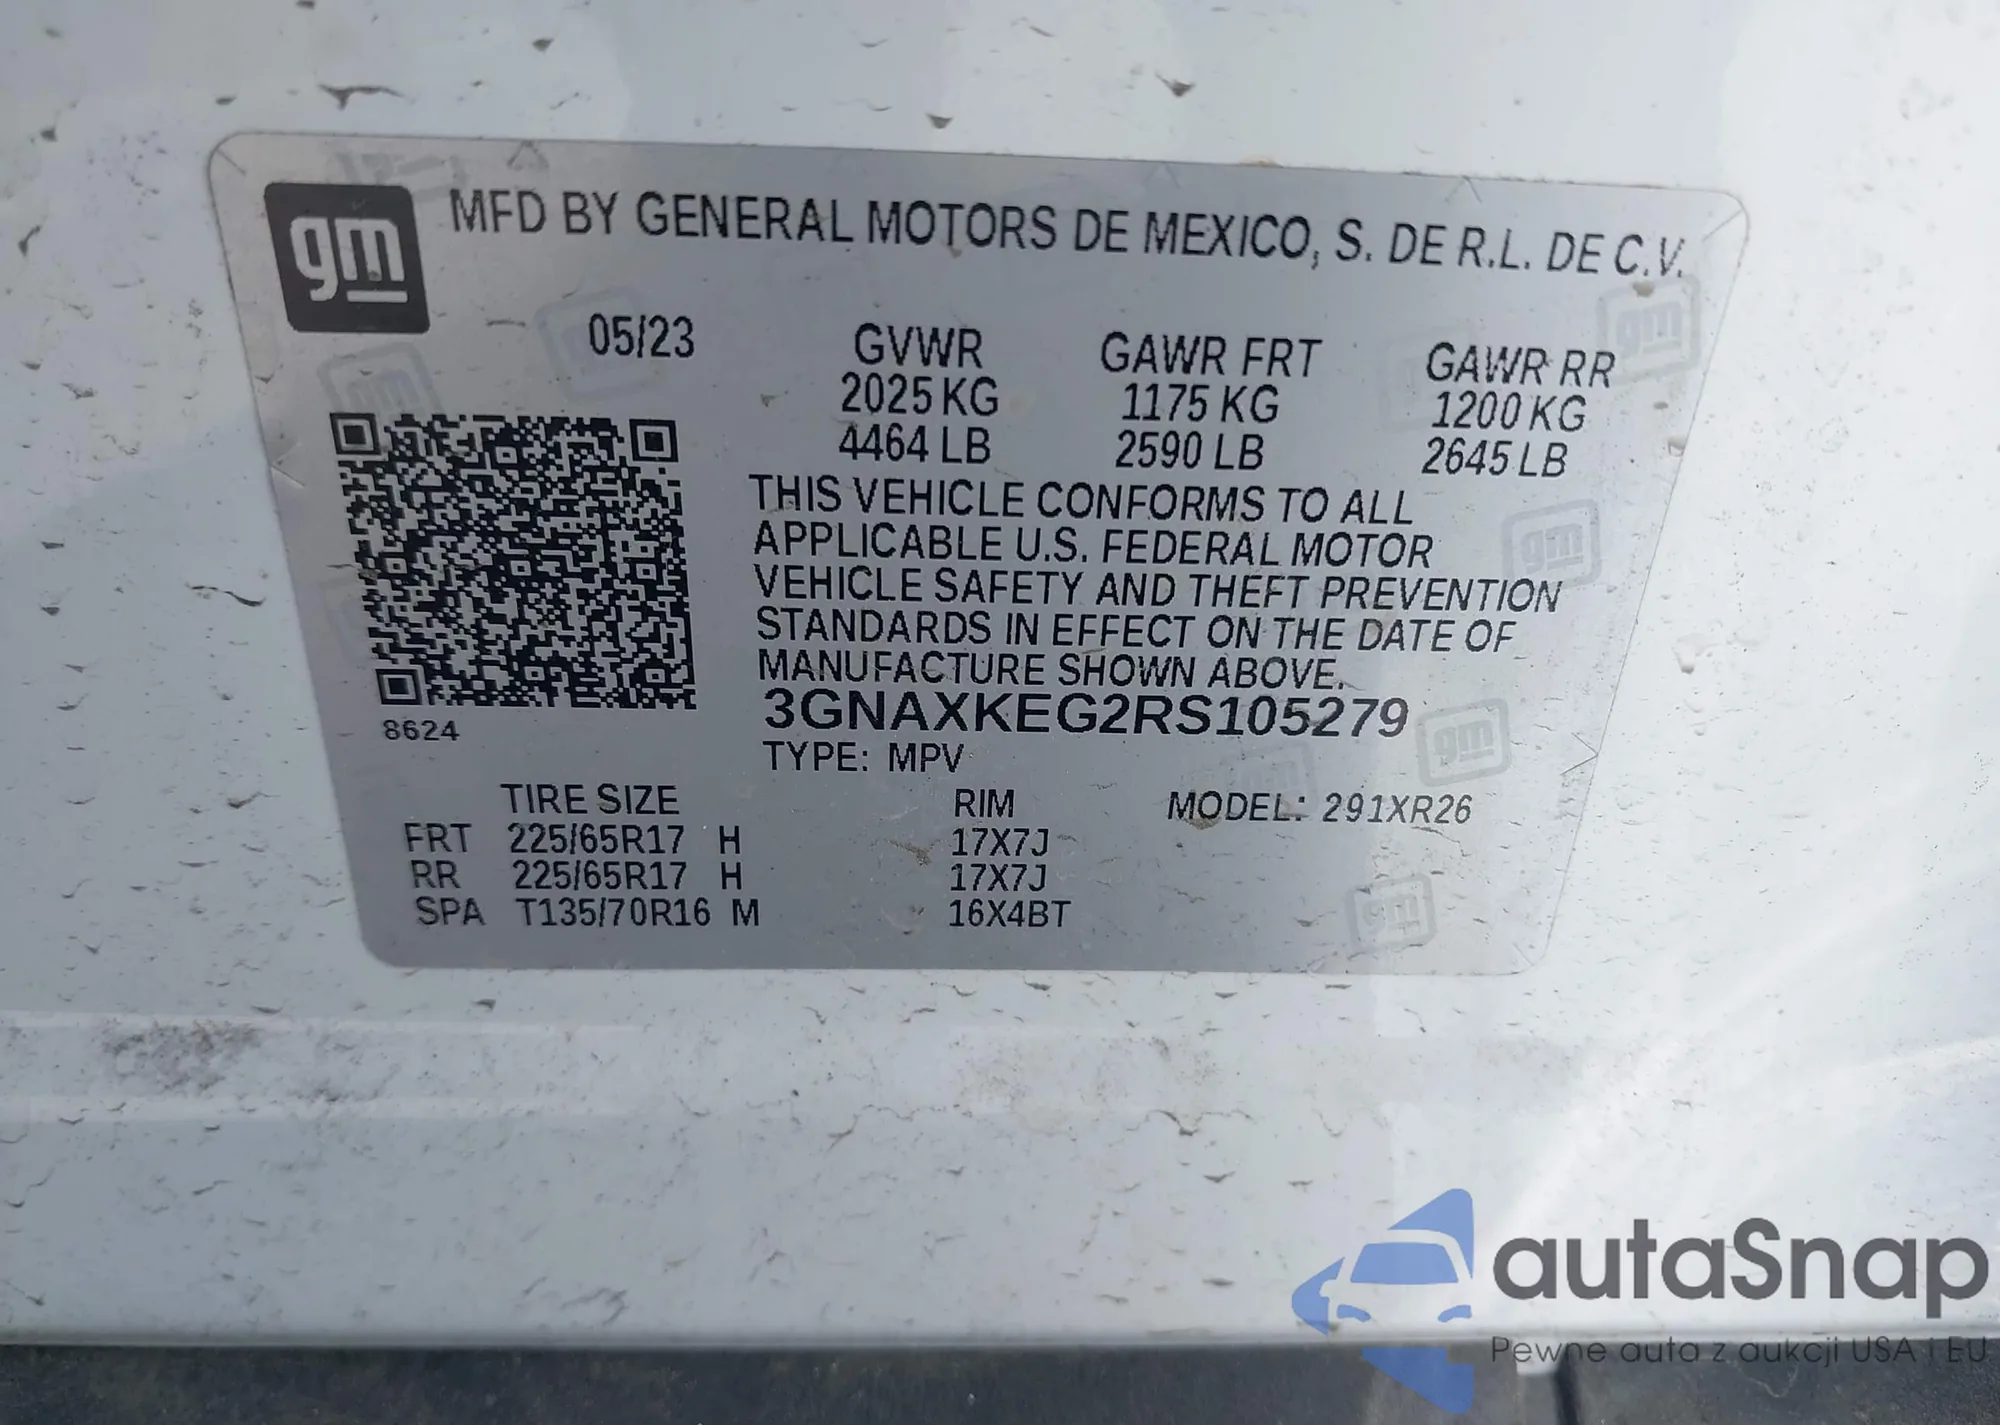 gm
MFD BY GENERAL MOTORS DE MEXICO, S. DE R.L. DE C.V.
05/23
GVWR GAWR FRT GAWR RR
2025 KG 1175 KG 1200 KG
4464 LB 2590 LB 2645 LB
THIS VEHICLE CONFORMS TO ALL
APPLICABLE U.S. FEDERAL MOTOR
VEHICLE SAFETY AND THEFT PREVENTION
STANDARDS IN EFFECT ON THE DATE OF
MANUFACTURE SHOWN ABOVE.
3GNAXKEG2RS105279
8624
TYPE: MPV
TIRE SIZE RIM MODEL: 291XR26
FRT 225/65R17 H 17X7J
RR 225/65R17 H 17X7J
SPA T135/70R16 M 16X4BT
autaSnap
Pewne auta z aukcji USA i EU